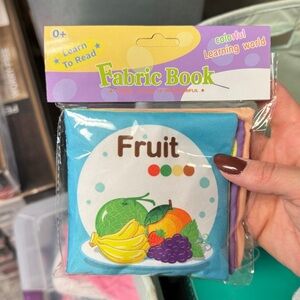 0+
Learn
To Read
colorful
Learning world
Fabric Book
Fruit